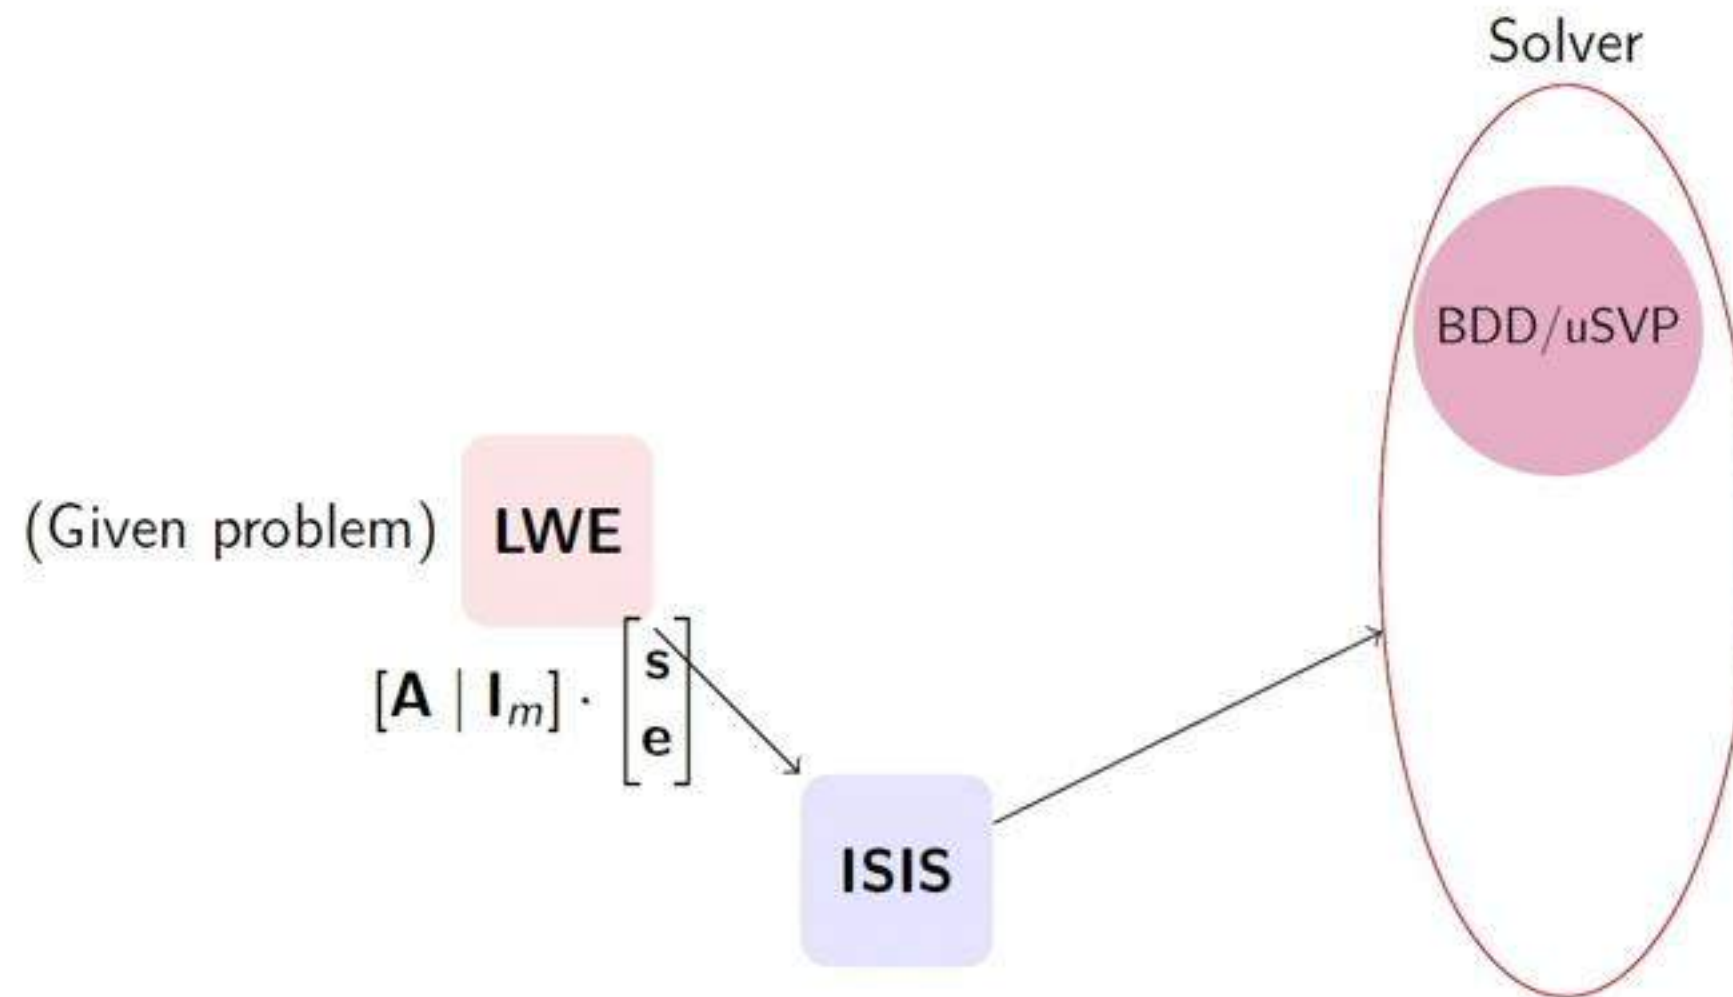 Solver
BDD/uSVP
(Given problem) LWE
[A | I_m] · [s
e]
ISIS